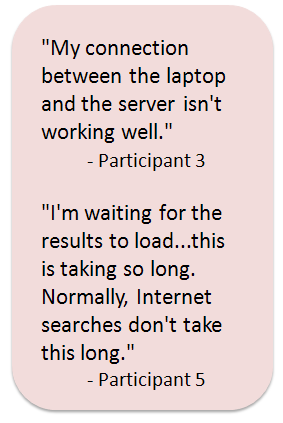 "My connection
between the laptop
and the server isn't
working well."
- Participant 3
"I'm waiting for the
results to load...this
is taking so long.
Normally, Internet
searches don't take
this long."
- Participant 5